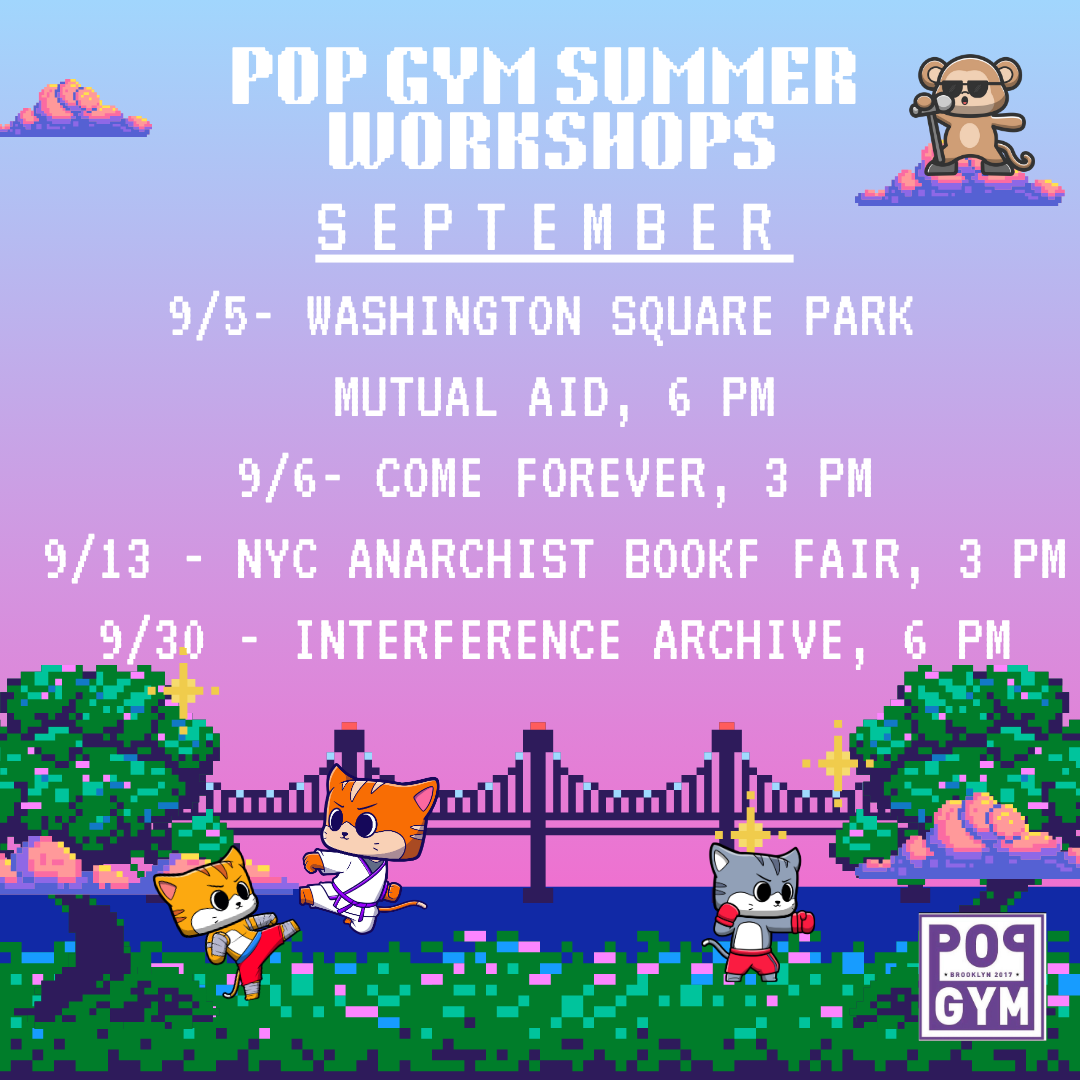 POP GYM SUMMER
WORKSHOPS
SEPTEMBER
9/5- WASHINGTON SQUARE PARK
MUTUAL AID, 6 PM
9/6- COME FOREVER, 3 PM
9/13 - NYC ANARCHIST BOOKF FAIR, 3 PM
9/30 - INTERFERENCE ARCHIVE, 6 PM
POP
• BROOKLYN 2017 •
GYM